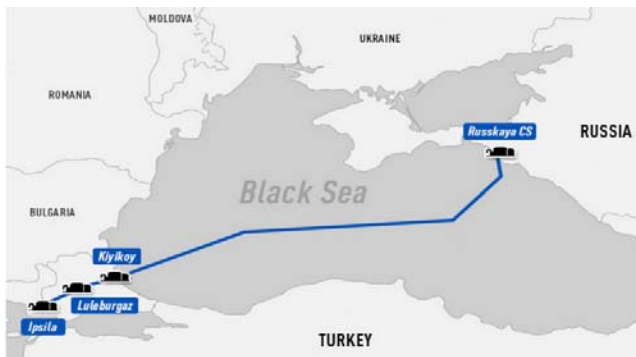 MOLDOVA
UKRAINE
ROMANIA
Russkaya CS
RUSSIA
Black Sea
BULGARIA
Kiyikoy
Luleburgaz
Ipsila
TURKEY